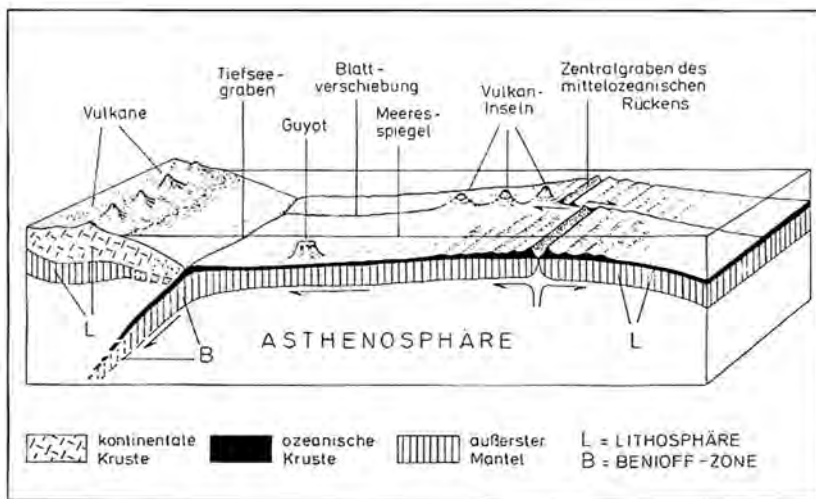 Vulkane
Tiefsee-
graben
Guyot
Blatt-
verschiebung
Meeres-
spiegel
Vulkan-
Inseln
Zentralgraben des
mittelozeanischen
Rückens
L
B
ASTHENOSPHÄRE
L
kontinentale
Kruste
ozeanische
Kruste
äußerster
Mantel
L = LITHOSPHÄRE
B = BENIOFF-ZONE